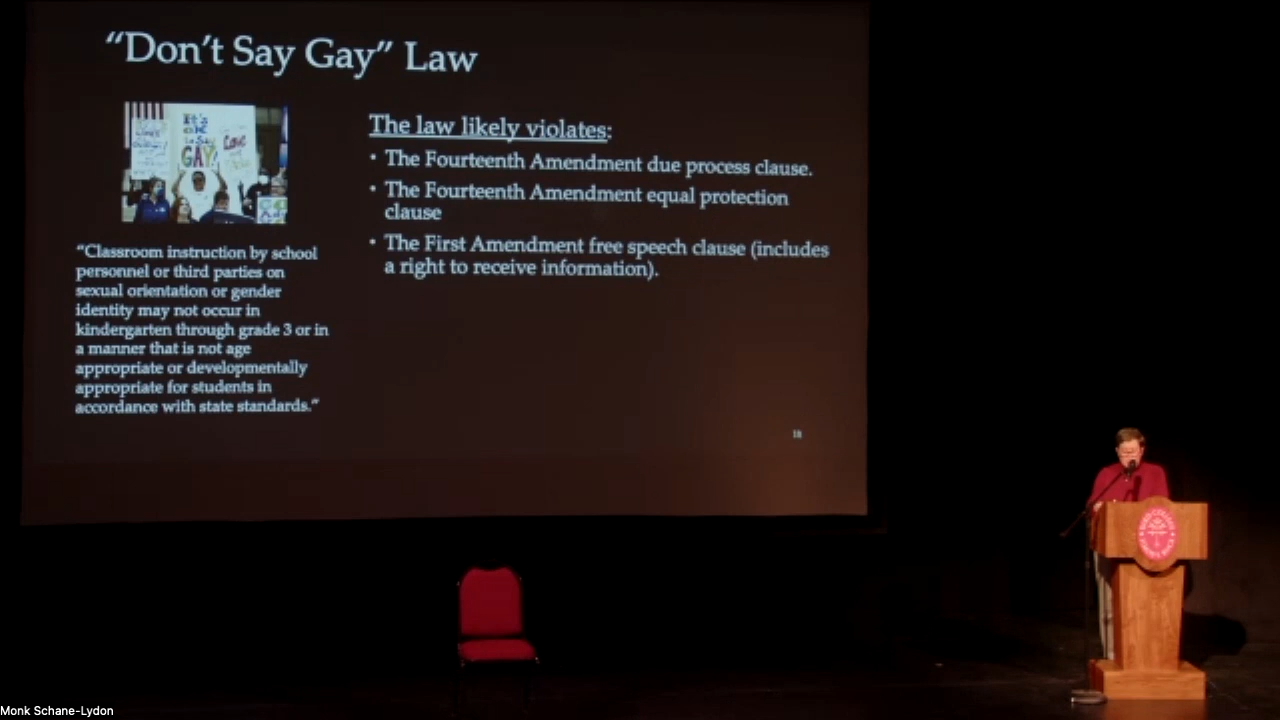 “Don’t Say Gay” Law
It's
GAY
The law likely violates:
• The Fourteenth Amendment due process clause.
• The Fourteenth Amendment equal protection
clause
• The First Amendment free speech clause (includes
a right to receive information).
“Classroom instruction by school
personnel or third parties on
sexual orientation or gender
identity may not occur in
kindergarten through grade 3 or in
a manner that is not age
appropriate or developmentally
appropriate for students in
accordance with state standards.”
18
Monk Schane-Lydon